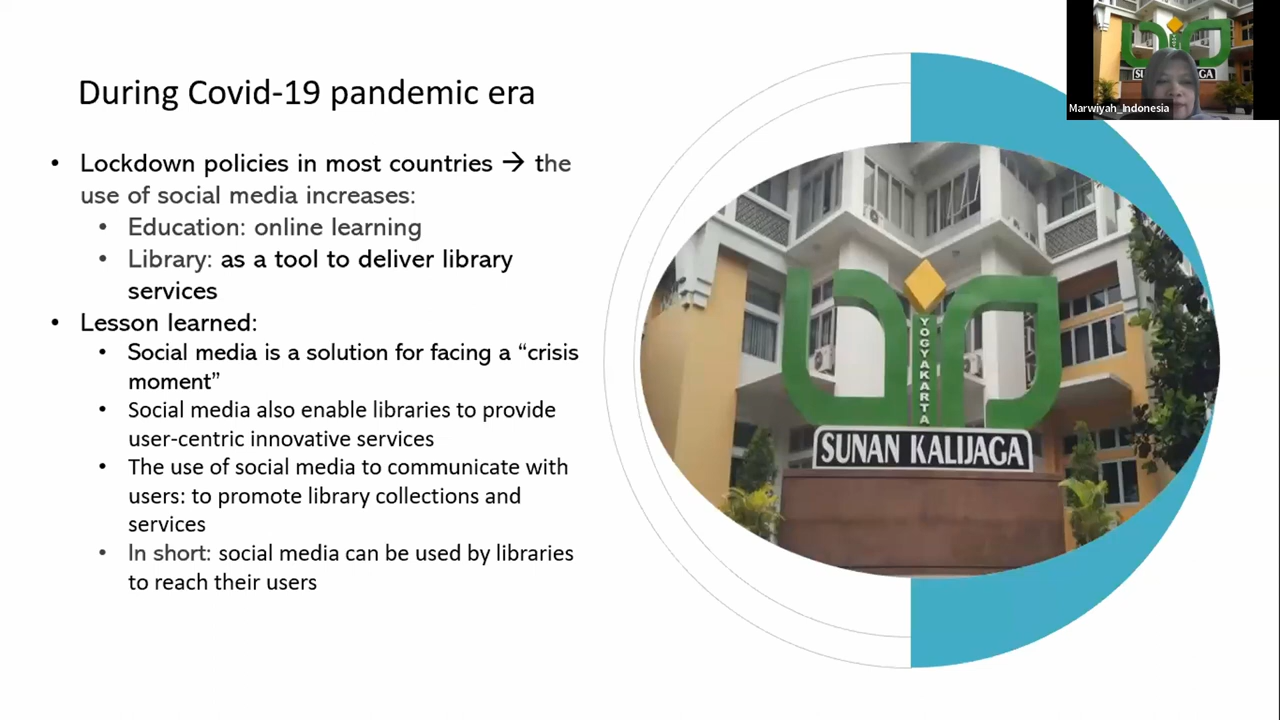 During Covid-19 pandemic era
• Lockdown policies in most countries → the
use of social media increases:
• Education: online learning
• Library: as a tool to deliver library
services
• Lesson learned:
• Social media is a solution for facing a “crisis
moment”
• Social media also enable libraries to provide
user-centric innovative services
• The use of social media to communicate with
users: to promote library collections and
services
• In short: social media can be used by libraries
to reach their users
YOGYAKARTA
SUNAN KALIJAGA
Marwiyah_Indonesia